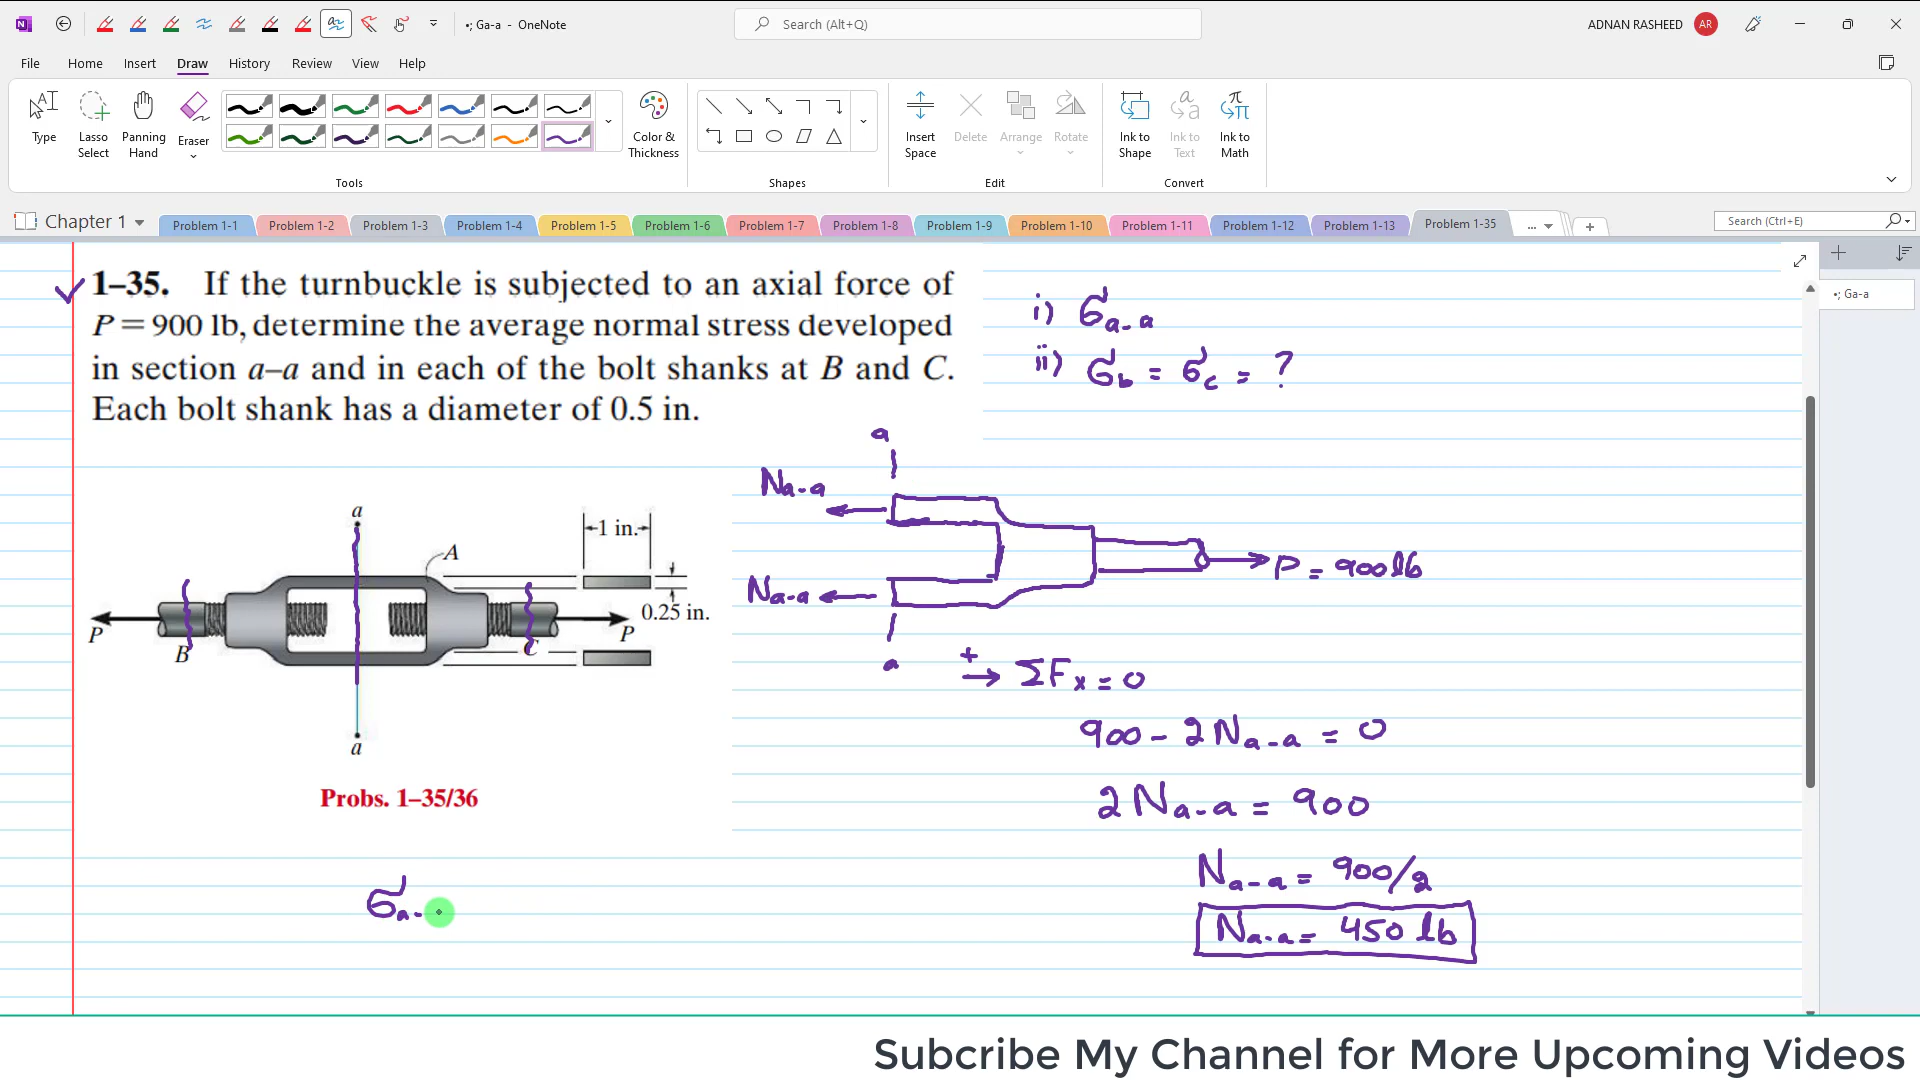 •; Ga-a - OneNote
Search (Alt+Q)
ADNAN RASHEED AR
File Home Insert Draw History Review View Help
Type
Lasso Select
Panning Hand
Eraser
Color & Thickness
Insert Space
Delete
Arrange
Rotate
Ink to Shape
Ink to Text
Ink to Math
Tools Shapes Edit Convert
Chapter 1 Problem 1-1 Problem 1-2 Problem 1-3 Problem 1-4 Problem 1-5 Problem 1-6 Problem 1-7 Problem 1-8 Problem 1-9 Problem 1-10 Problem 1-11 Problem 1-12 Problem 1-13 Problem 1-35 ... Search (Ctrl+E)
•; Ga-a
1–35. If the turnbuckle is subjected to an axial force of
P = 900 lb, determine the average normal stress developed
in section a–a and in each of the bolt shanks at B and C.
Each bolt shank has a diameter of 0.5 in.
i) σa-a
ii) σb = σc = ?
a
1 in.
A
0.25 in.
P
B
C
P
a
Probs. 1–35/36
a
Na-a
Na-a
P = 900 lb
a
+→ ΣFx = 0
900 - 2Na-a = 0
2Na-a = 900
Na-a = 900/2
Na-a = 450 lb
σa-
Subcribe My Channel for More Upcoming Videos